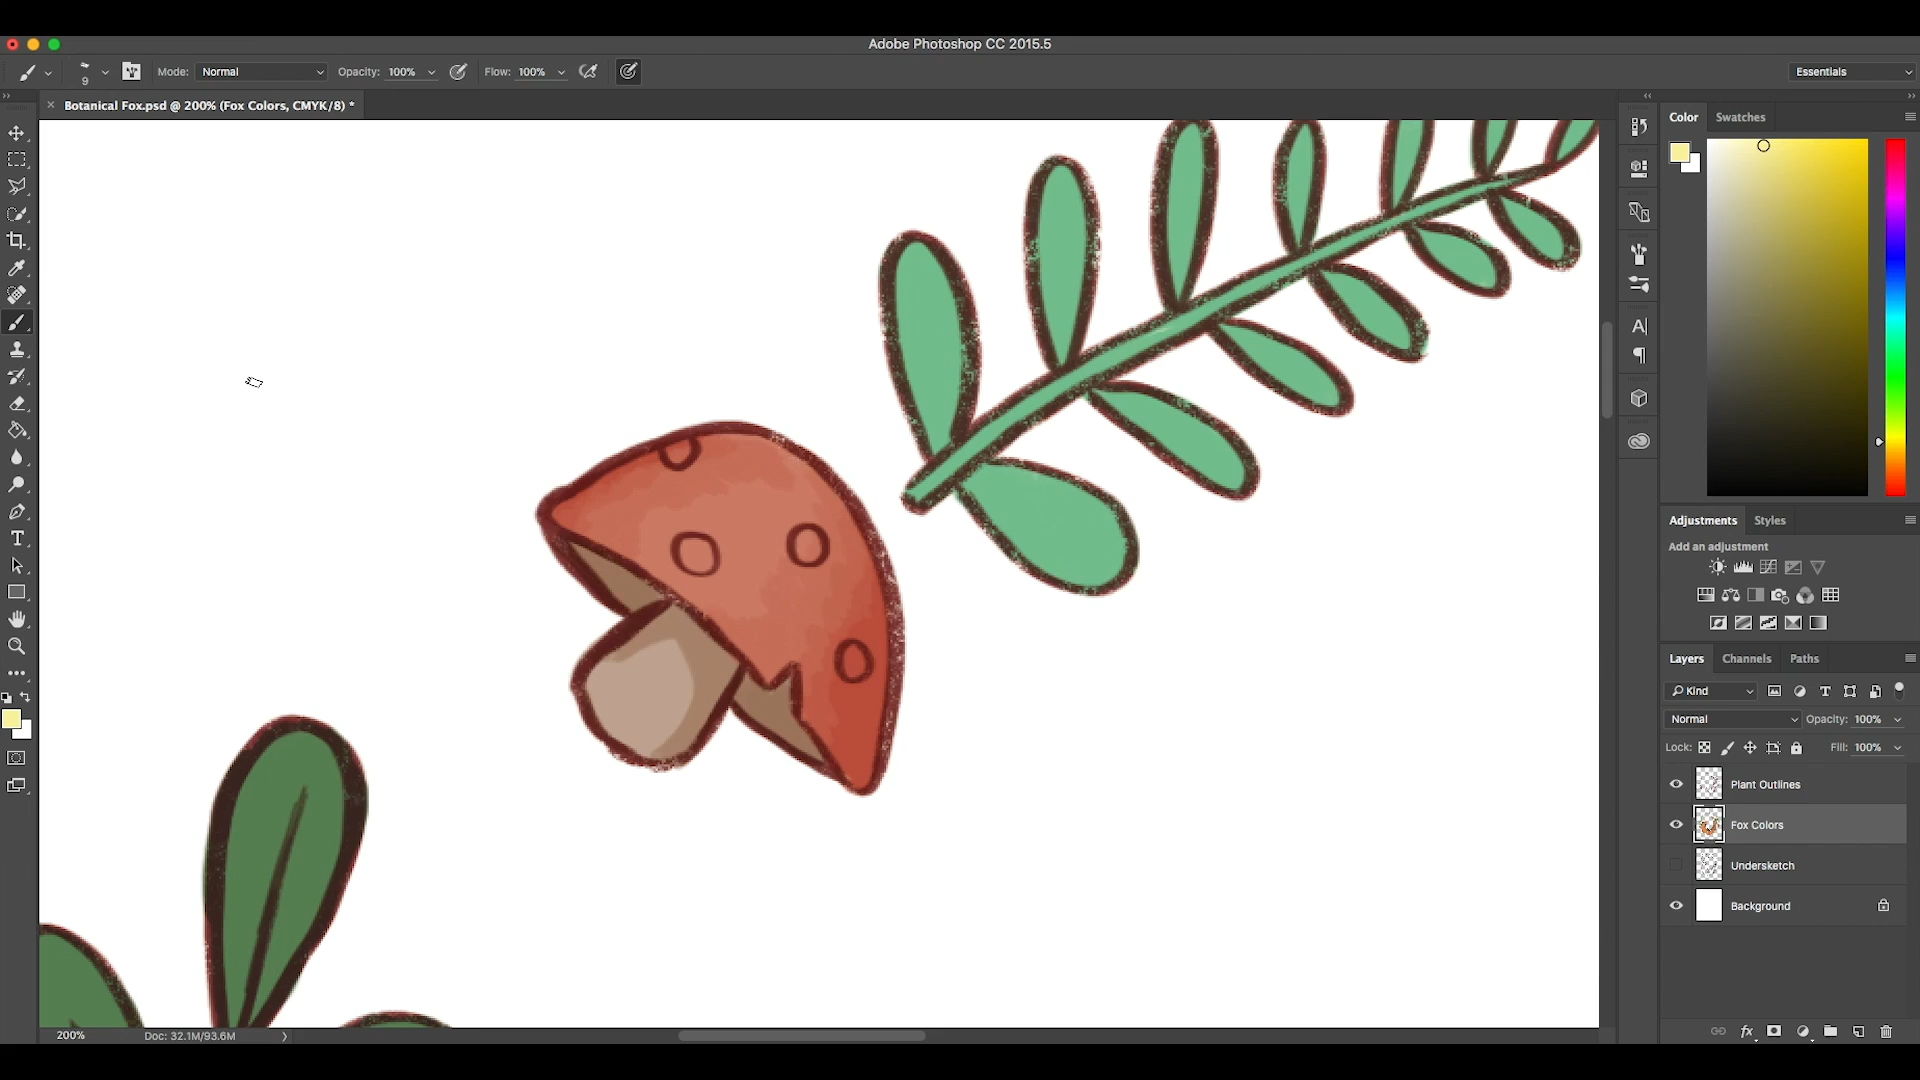 Adobe Photoshop CC 2015.5
9
Mode: Normal
Opacity: 100%
Flow: 100%
Essentials
Botanical Fox.psd @ 200% (Fox Colors, CMYK/8) *
Color
Swatches
Adjustments
Styles
Add an adjustment
Layers
Channels
Paths
Kind
Normal
Opacity: 100%
Lock:
Fill: 100%
Plant Outlines
Fox Colors
Undersketch
Background
200%
Doc: 32.1M/93.6M